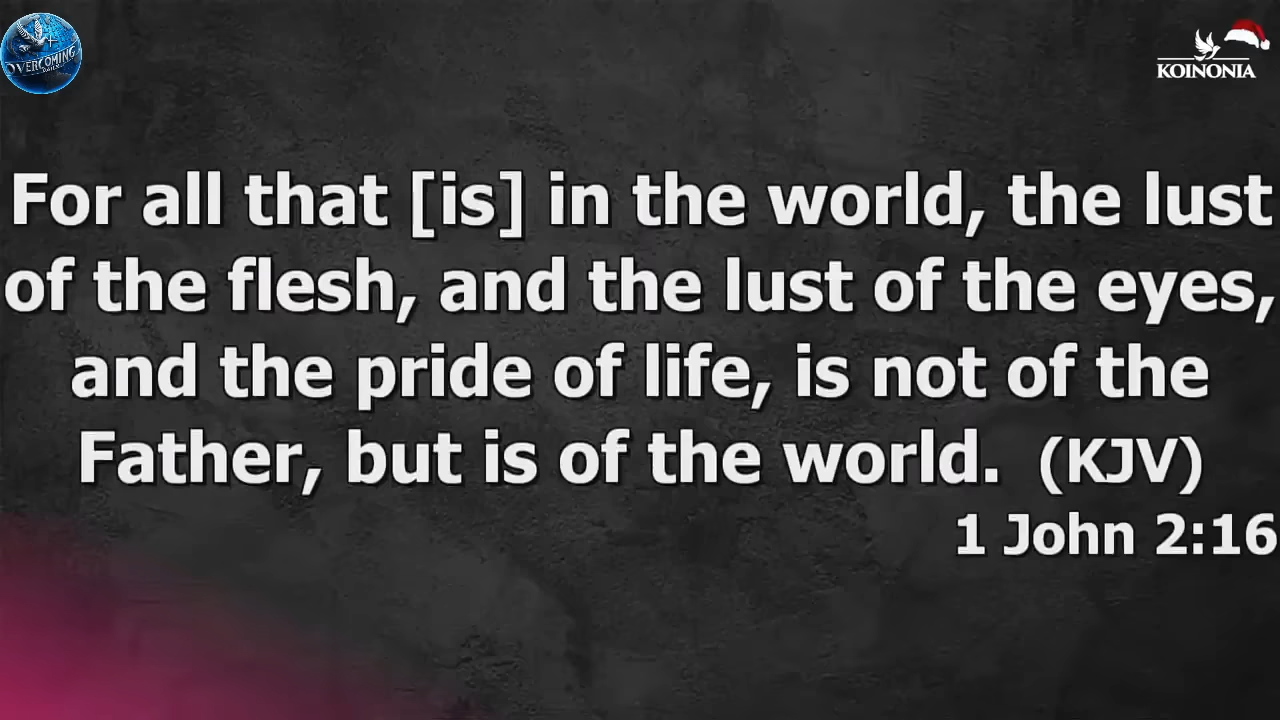 OVERCOMING
KOINONIA
For all that [is] in the world, the lust
of the flesh, and the lust of the eyes,
and the pride of life, is not of the
Father, but is of the world. (KJV)
1 John 2:16